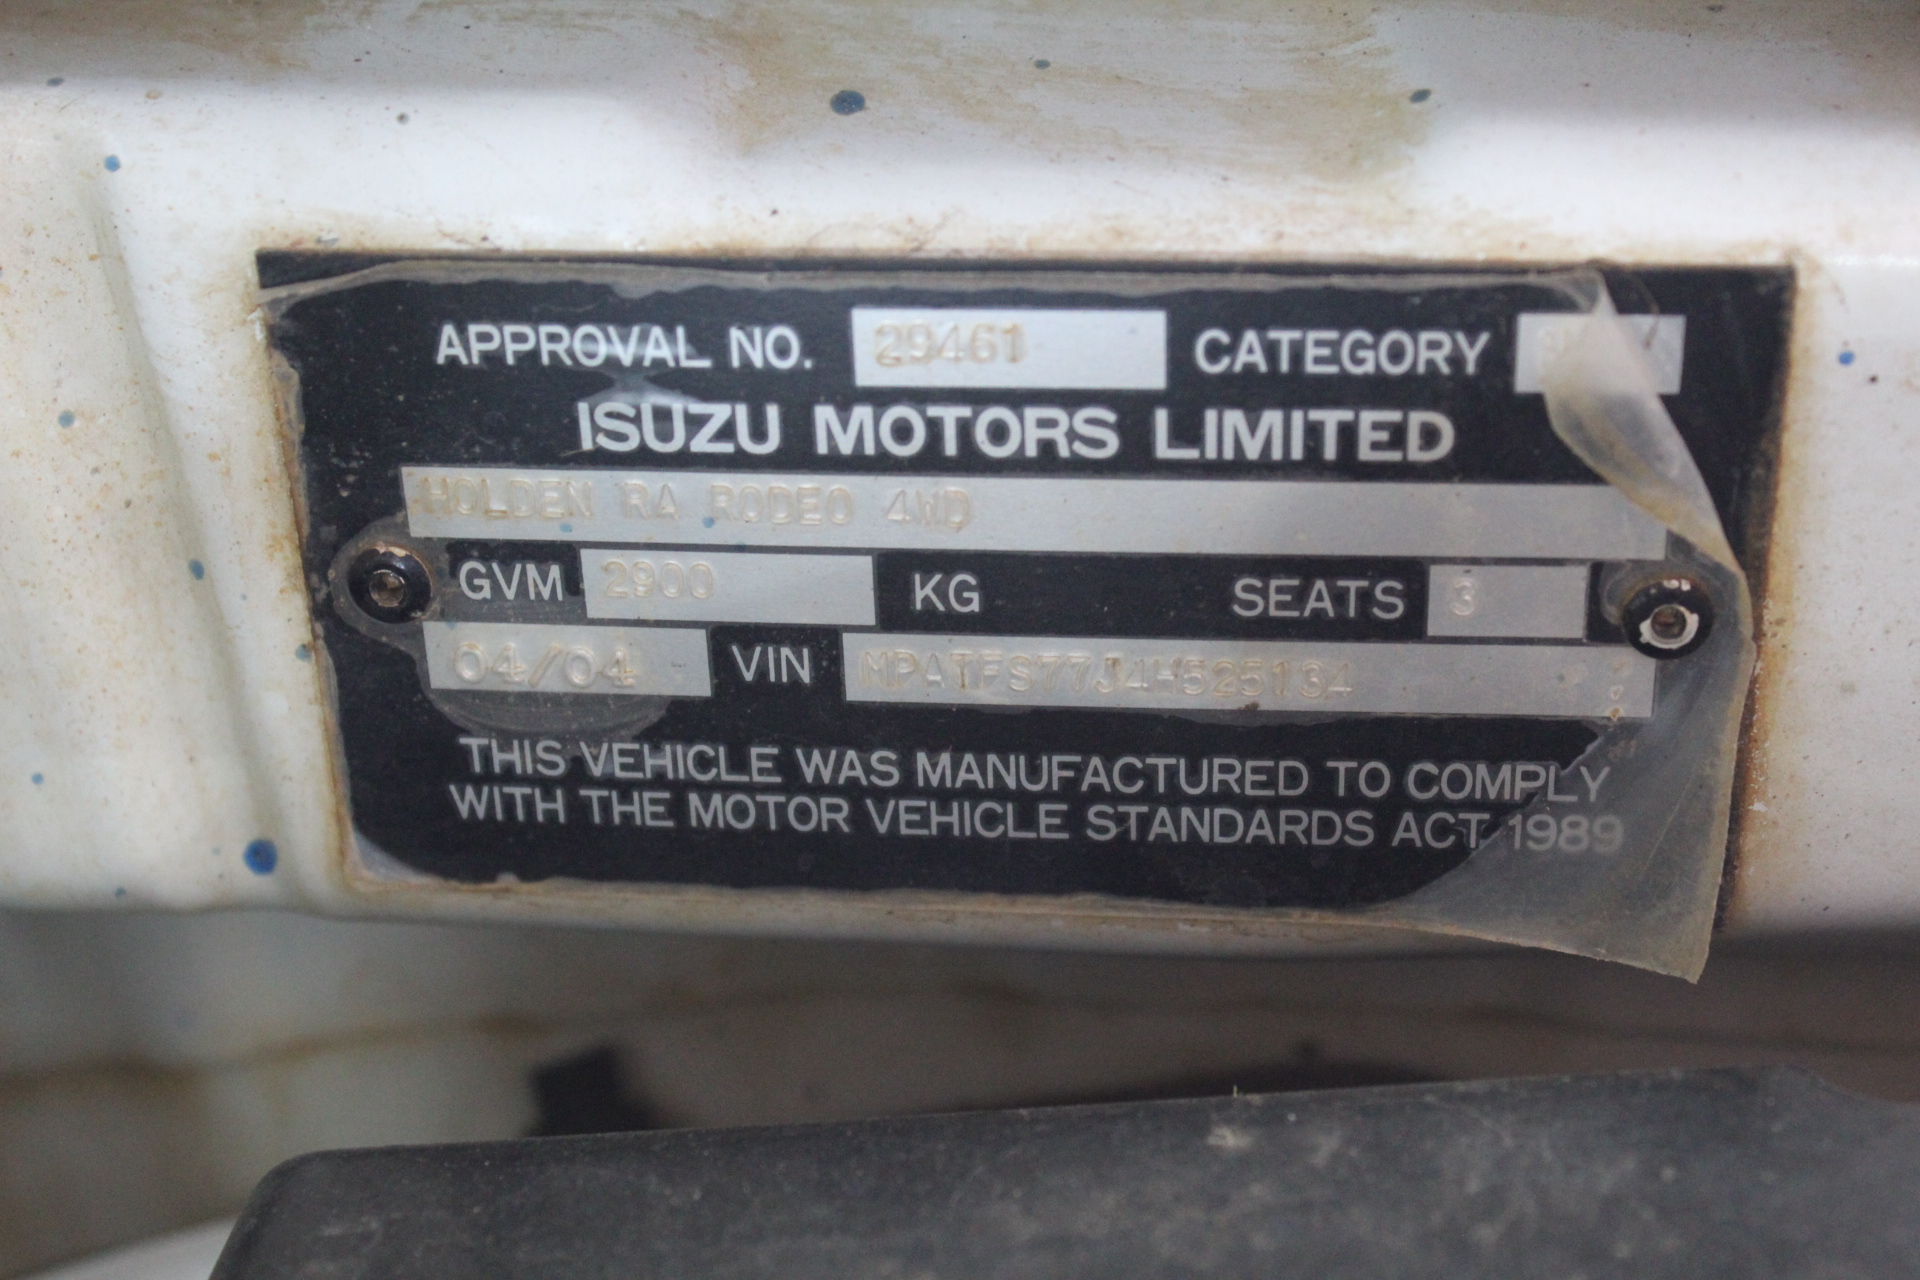 APPROVAL NO. 29461 CATEGORY
ISUZU MOTORS LIMITED
HOLDEN RA RODEO 4WD
GVM 2900 KG SEATS 3
04/04 VIN MPATFS77J4H525134
THIS VEHICLE WAS MANUFACTURED TO COMPLY
WITH THE MOTOR VEHICLE STANDARDS ACT 1989